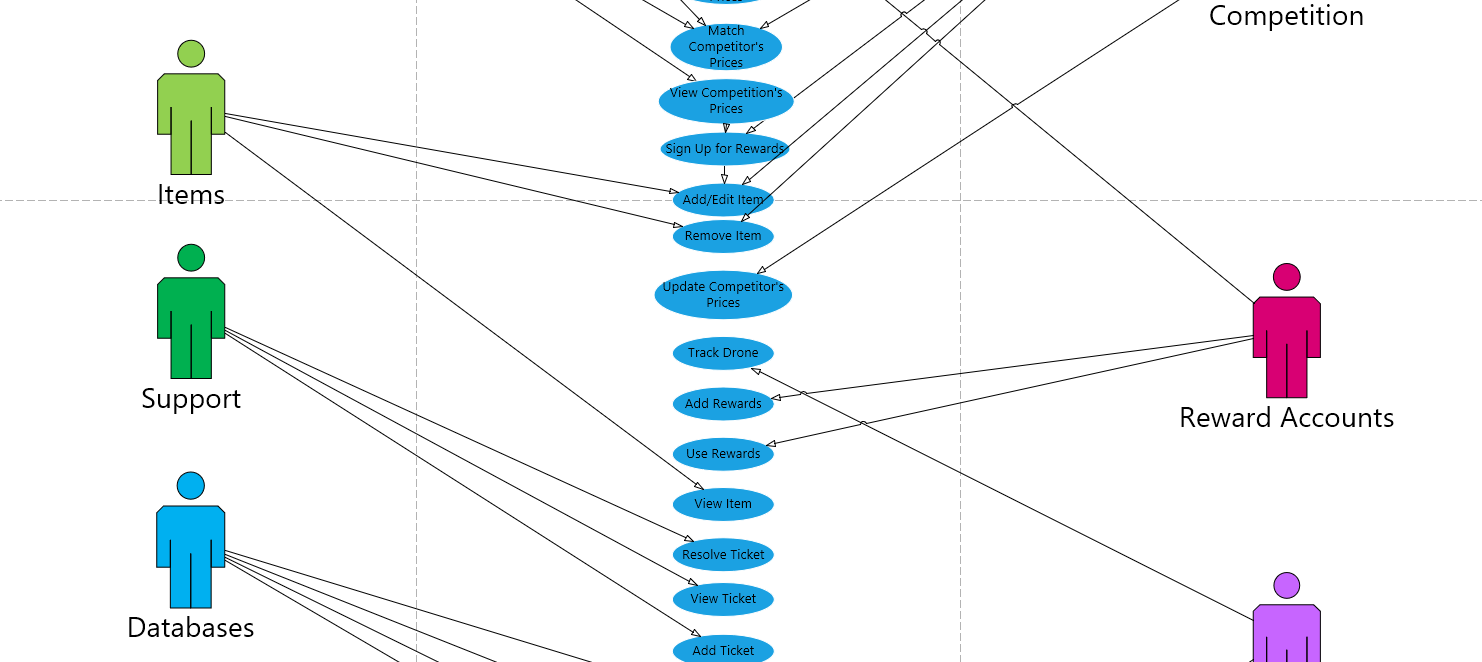 Prices
Competition
Match
Competitor's
Prices
View Competition's
Prices
Sign Up for Rewards
Items
Add/Edit Item
Remove Item
Update Competitor's
Prices
Track Drone
Support
Add Rewards
Reward Accounts
Use Rewards
View Item
Resolve Ticket
View Ticket
Databases
Add Ticket